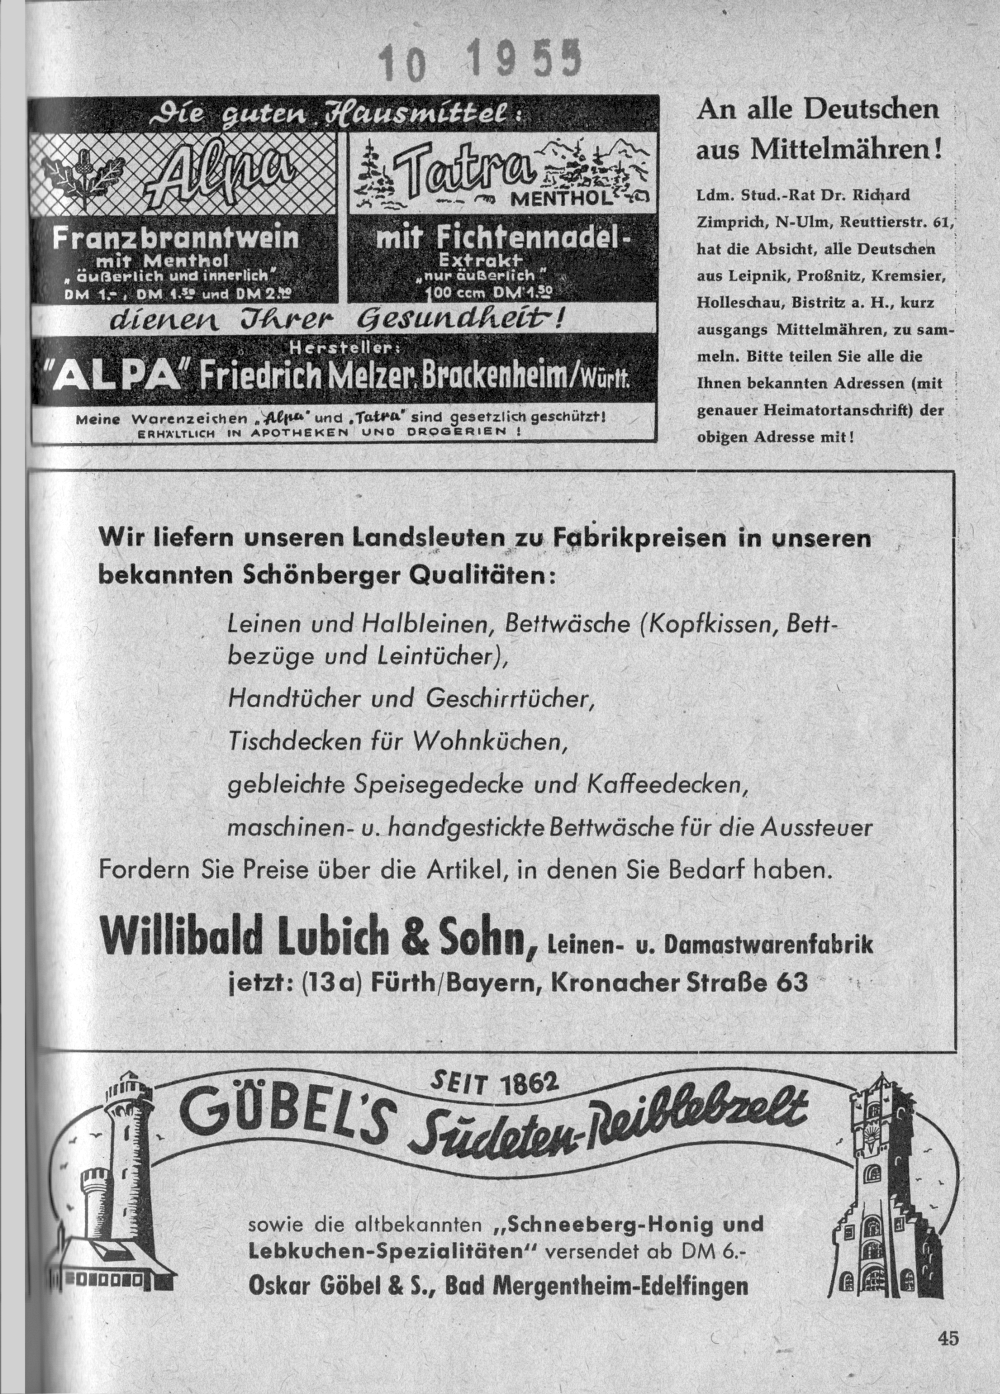 10 1955
Die guten Hausmittel:
Alpa
Franzbranntwein
mit Menthol
„äußerlich und innerlich"
DM 1.-, DM 1.50 und DM 2.40
Tatra
MENTHOL
mit Fichtennadel-
Extrakt
„nur äußerlich"
100 ccm DM 1.50
dienen Ihrer Gesundheit!
Hersteller:
"ALPA" Friedrich Melzer, Brackenheim/Württ.
Meine Warenzeichen „Alpa" und „Tatra" sind gesetzlich geschützt!
ERHÄLTLICH IN APOTHEKEN UND DROGERIEN!
An alle Deutschen
aus Mittelmähren!
Ldm. Stud.-Rat Dr. Richard
Zimprich, N-Ulm, Reuttierstr. 61,
hat die Absicht, alle Deutschen
aus Leipnik, Proßnitz, Kremsier,
Holleschau, Bistritz a. H., kurz
ausgangs Mittelmähren, zu sam-
meln. Bitte teilen Sie alle die
Ihnen bekannten Adressen (mit
genauer Heimatortanschrift) der
obigen Adresse mit!
Wir liefern unseren Landsleuten zu Fabrikpreisen in unseren
bekannten Schönberger Qualitäten:
Leinen und Halbleinen, Bettwäsche (Kopfkissen, Bett-
bezüge und Leintücher),
Handtücher und Geschirrtücher,
Tischdecken für Wohnküchen,
gebleichte Speisegedecke und Kaffeedecken,
maschinen- u. handgestickte Bettwäsche für die Aussteuer
Fordern Sie Preise über die Artikel, in denen Sie Bedarf haben.
Willibald Lubich & Sohn, Leinen- u. Damastwarenfabrik
jetzt: (13a) Fürth/Bayern, Kronacher Straße 63
SEIT 1862
GÖBEL'S Sudeten-Reiblebzelt
sowie die altbekannten „Schneeberg-Honig und
Lebkuchen-Spezialitäten" versendet ab DM 6.-
Oskar Göbel & S., Bad Mergentheim-Edelfingen
45